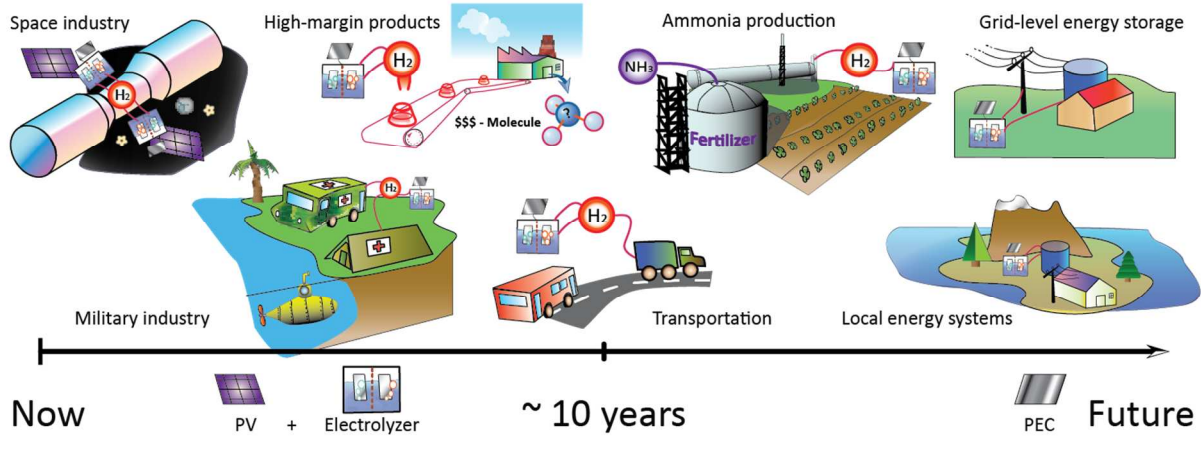 Space industry
High-margin products
Ammonia production
Grid-level energy storage
H₂
H₂
$$$ - Molecule
?
NH₃
H₂
Fertilizer
H₂
H₂
Military industry
Transportation
Local energy systems
PV + Electrolyzer
PEC
Now
~ 10 years
Future